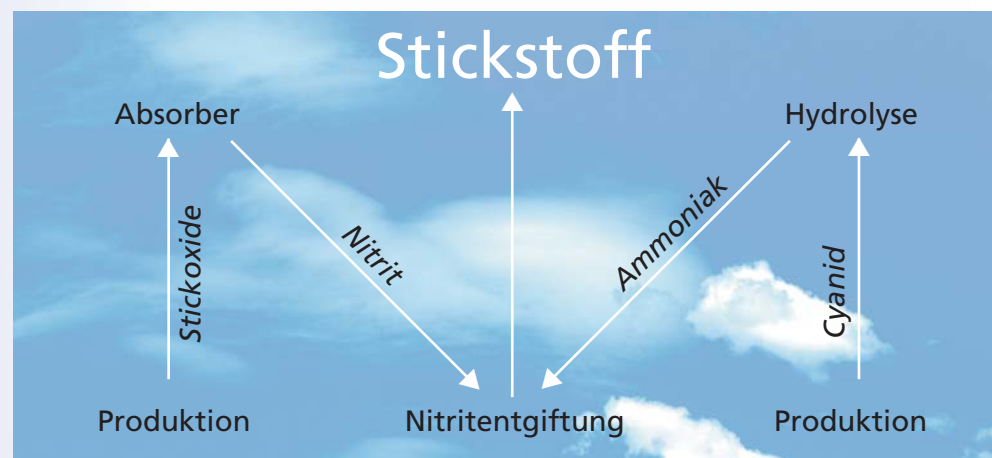 Stickstoff
Absorber
Hydrolyse
Stickoxide
Nitrit
Ammoniak
Cyanid
Produktion
Nitritentgiftung
Produktion